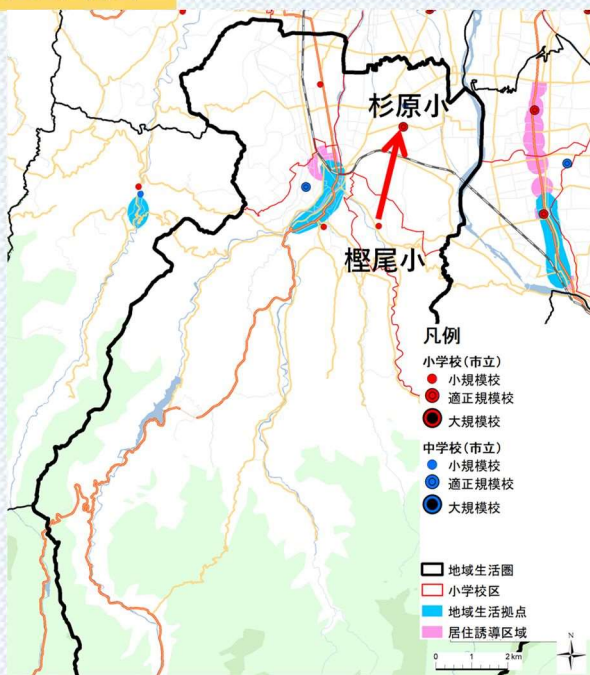 杉原小
樫尾小
凡例
小学校(市立)
小規模校
適正規模校
大規模校
中学校(市立)
小規模校
適正規模校
大規模校
地域生活圏
小学校区
地域生活拠点
居住誘導区域
N
0 1 2 km